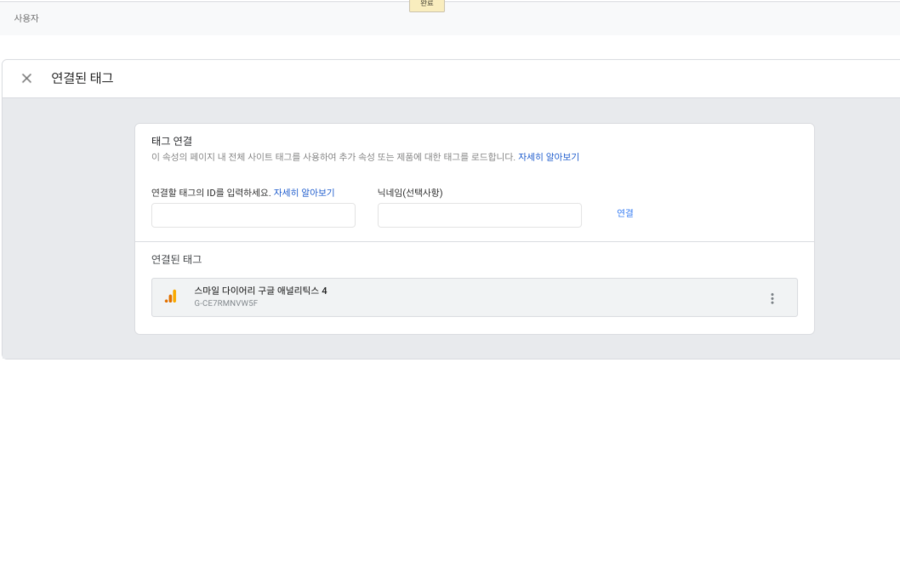 완료
사용자
연결된 태그
태그 연결
이 속성의 페이지 내 전체 사이트 태그를 사용하여 추가 속성 또는 제품에 대한 태그를 로드합니다. 자세히 알아보기
연결할 태그의 ID를 입력하세요. 자세히 알아보기
닉네임(선택사항)
연결
연결된 태그
스마일 다이어리 구글 애널리틱스 4
G-CE7RMNVWSF